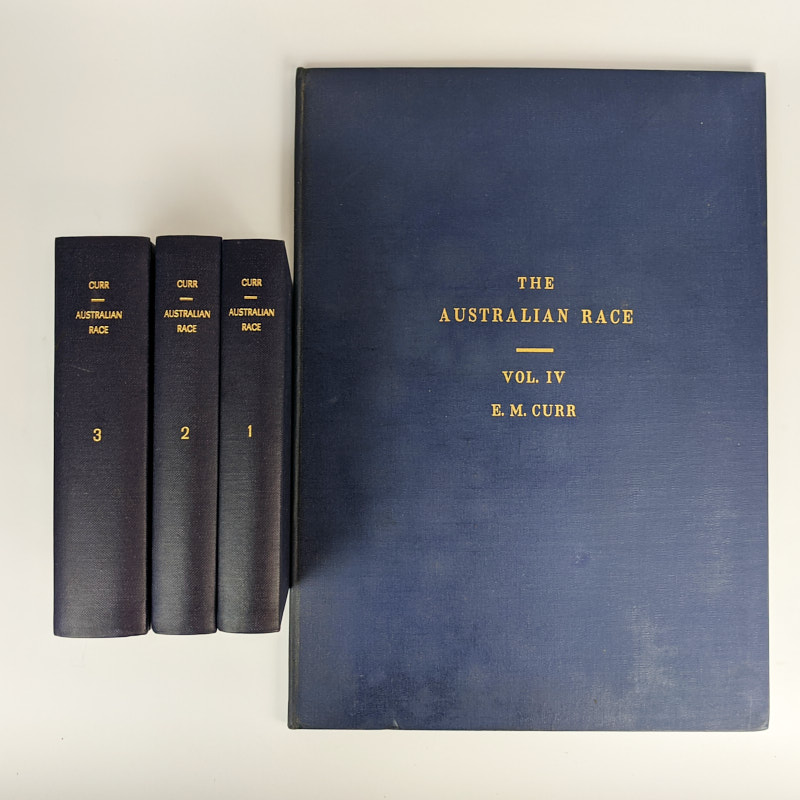 CURR
AUSTRALIAN
RACE
3
CURR
AUSTRALIAN
RACE
2
CURR
AUSTRALIAN
RACE
1
THE
AUSTRALIAN RACE
VOL. IV
E. M. CURR